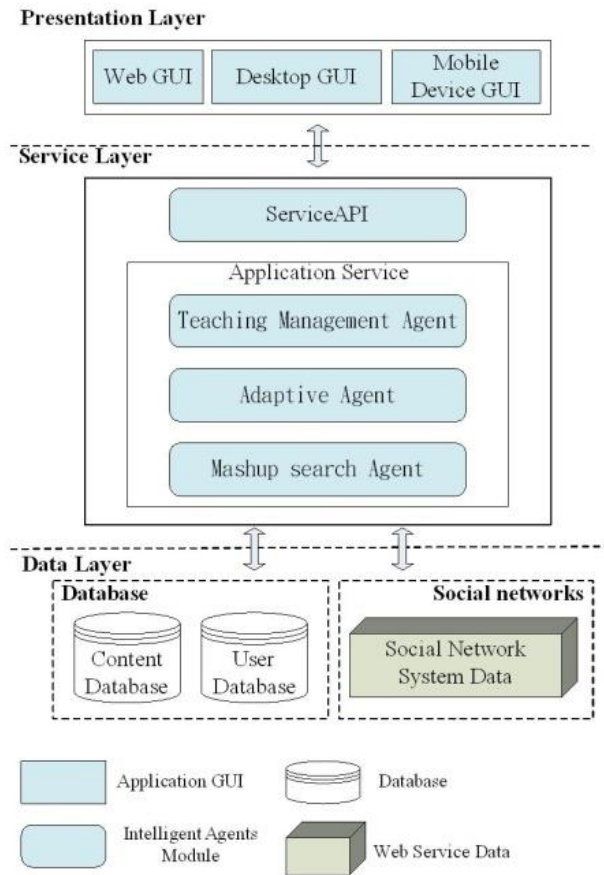 Presentation Layer
Web GUI
Desktop GUI
Mobile
Device GUI
Service Layer
ServiceAPI
Application Service
Teaching Management Agent
Adaptive Agent
Mashup search Agent
Data Layer
Database
Content
Database
User
Database
Social networks
Social Network
System Data
Application GUI
Database
Intelligent Agents
Module
Web Service Data